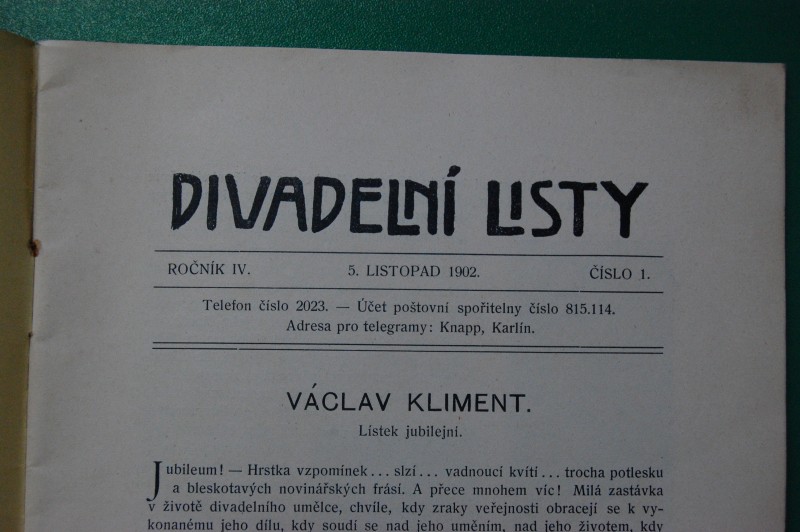 DIVADELNÍ LISTY
ROČNÍK IV. 5. LISTOPAD 1902. ČÍSLO 1.
Telefon číslo 2023. — Účet poštovní spořitelny číslo 815.114.
Adresa pro telegramy: Knapp, Karlín.
VÁCLAV KLIMENT.
Lístek jubilejní.
Jubileum! — Hrstka vzpomínek... slzí... vadnoucí kvítí... trocha potlesku
a bleskotavých novinářských frásí. A přece mnohem víc! Milá zastávka
v životě divadelního umělce, chvíle, kdy zraky veřejnosti obracejí se k vy-
konanému jeho dílu, kdy soudí se nad jeho uměním, nad jeho životem, kdy